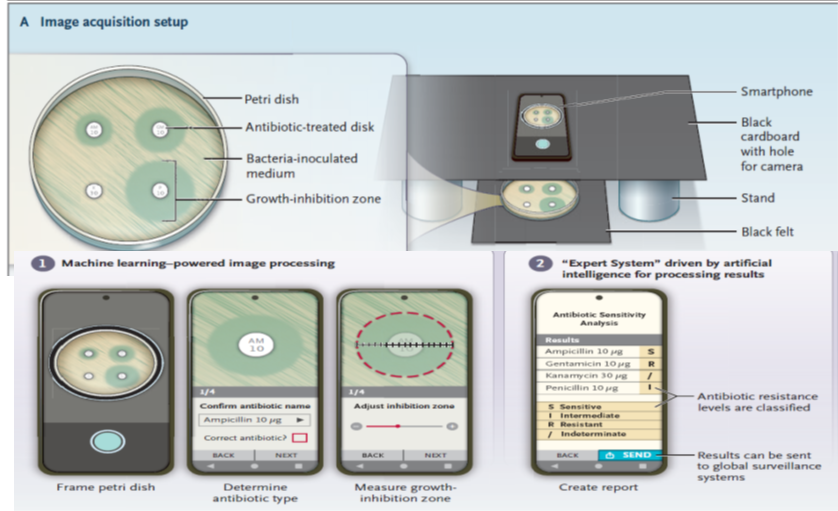 A Image acquisition setup
Petri dish
Antibiotic-treated disk
Bacteria-inoculated
medium
Growth-inhibition zone
AM
10
Smartphone
Black
cardboard
with hole
for camera
Stand
Black felt
1 Machine learning–powered image processing
Frame petri dish
AM
10
1/4
Confirm antibiotic name
Ampicillin 10 µg
Correct antibiotic?
BACK NEXT
Determine
antibiotic type
1/4
Adjust inhibition zone
BACK NEXT
Measure growth-
inhibition zone
2 “Expert System” driven by artificial
intelligence for processing results
Antibiotic Sensitivity
Analysis
Results
Ampicillin 10 µg S
Gentamicin 10 µg R
Kanamycin 30 µg /
Penicillin 10 µg I
S Sensitive
I Intermediate
R Resistant
/ Indeterminate
BACK SEND
Create report
Antibiotic resistance
levels are classified
Results can be sent
to global surveillance
systems